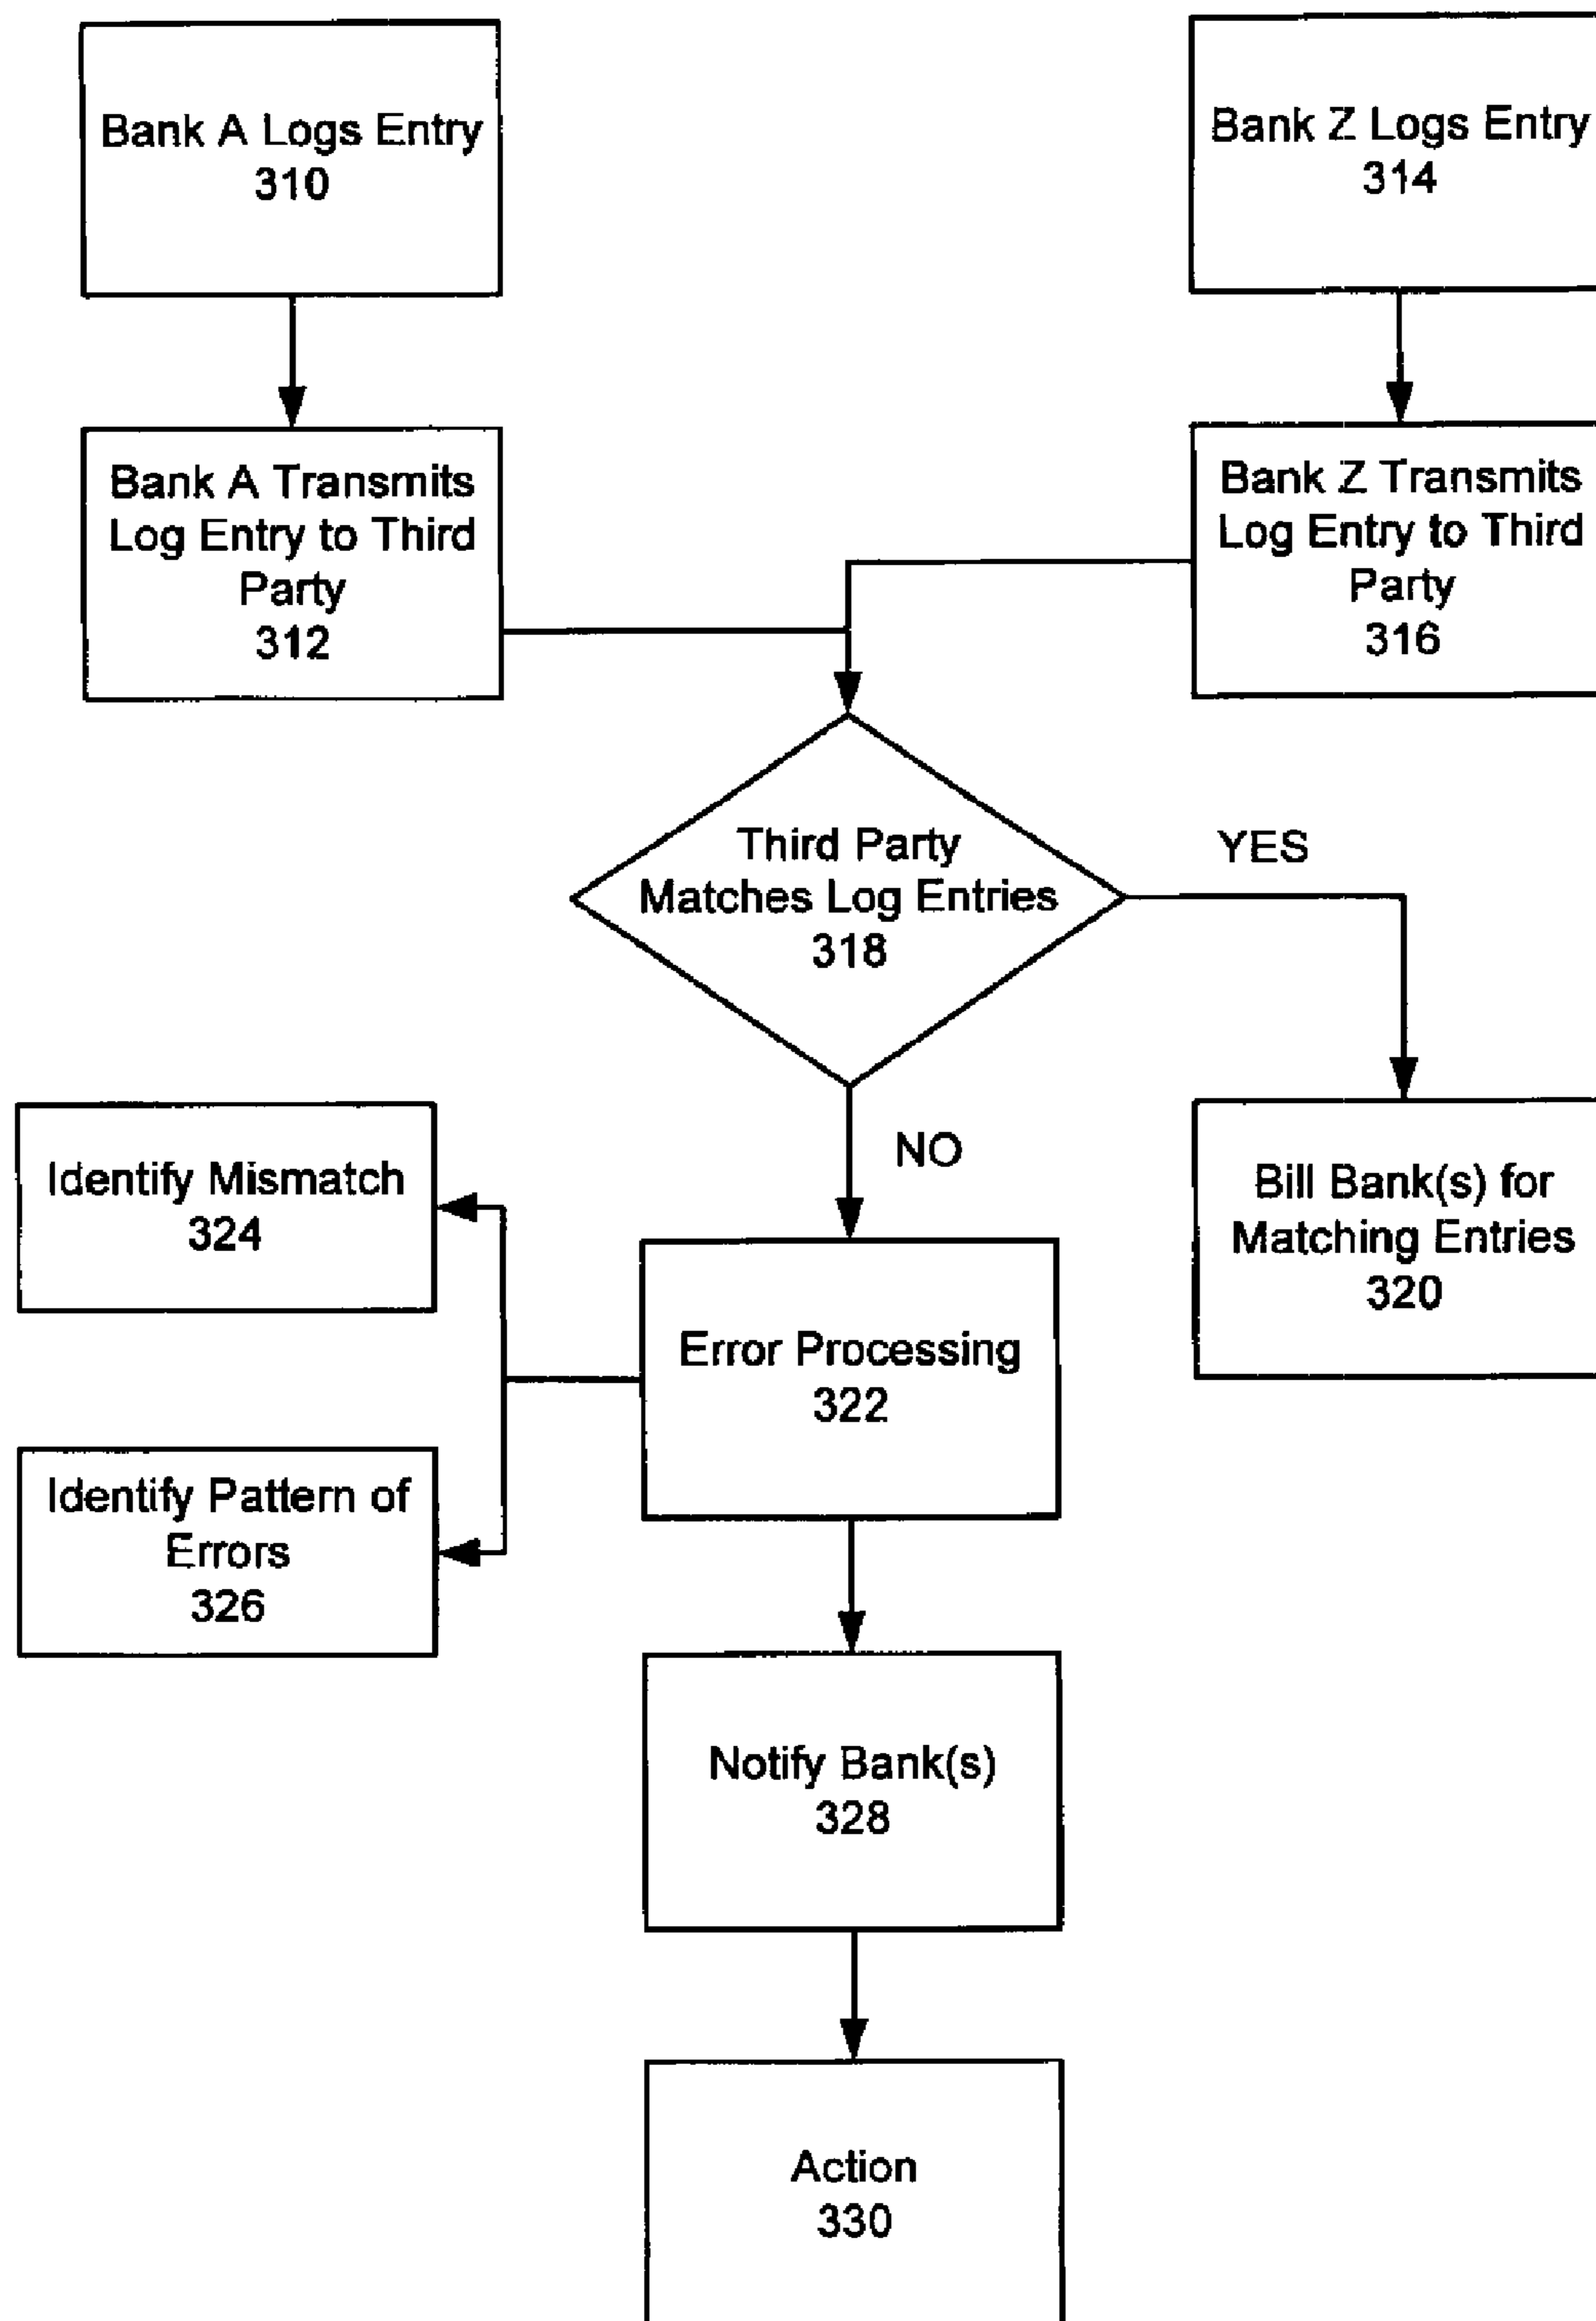 Bank A Logs Entry
310
Bank Z Logs Entry
314
Bank A Transmits
Log Entry to Third
Party
312
Bank Z Transmits
Log Entry to Third
Party
316
Third Party
Matches Log Entries
318
YES
NO
Identify Mismatch
324
Bill Bank(s) for
Matching Entries
320
Error Processing
322
Identify Pattern of
Errors
326
Notify Bank(s)
328
Action
330